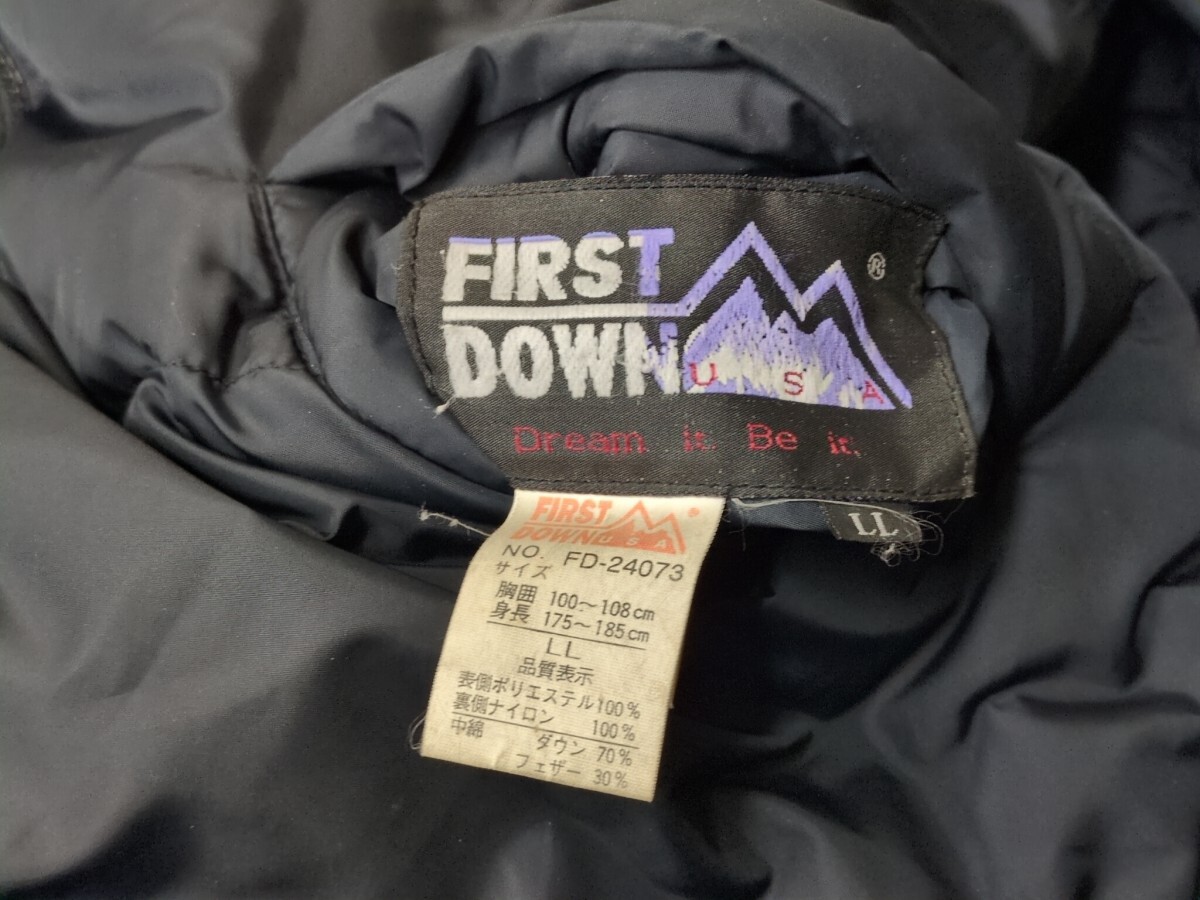 FIRST
DOWN
U S A
®
Dream it. Be it.
LL
FIRST
DOWN U S A
NO. FD-24073
サイズ
胸囲 100～108cm
身長 175～185cm
LL
品質表示
表側ポリエステル100%
裏側ナイロン 100%
中綿 ダウン 70%
フェザー 30%